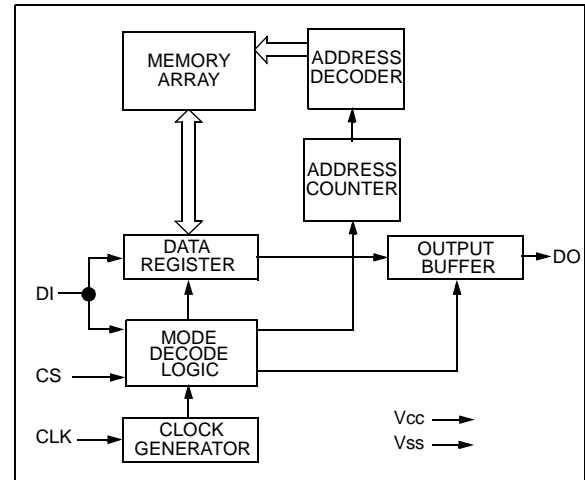 MEMORY
ARRAY
ADDRESS
DECODER
ADDRESS
COUNTER
DATA
REGISTER
OUTPUT
BUFFER
DO
DI
MODE
DECODE
LOGIC
CS
CLK
CLOCK
GENERATOR
Vcc
Vss